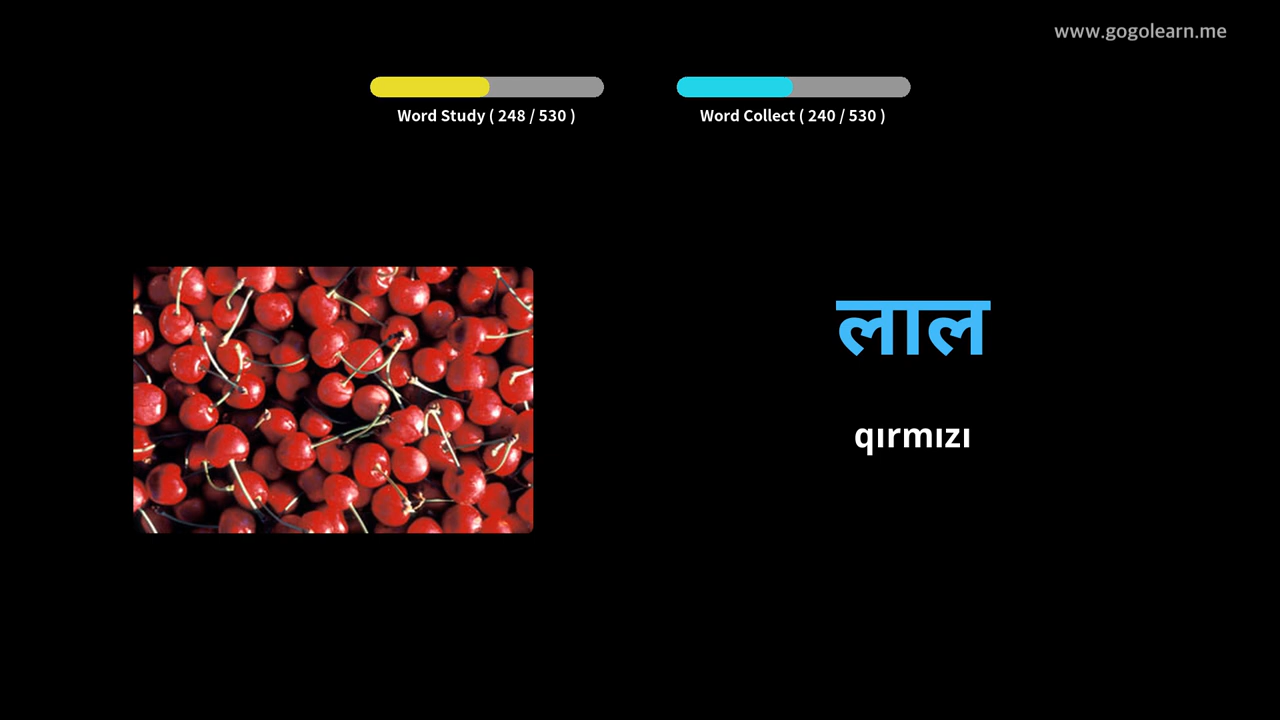 www.gogolearn.me
Word Study ( 248 / 530 )
Word Collect ( 240 / 530 )
लाल
qırmızı